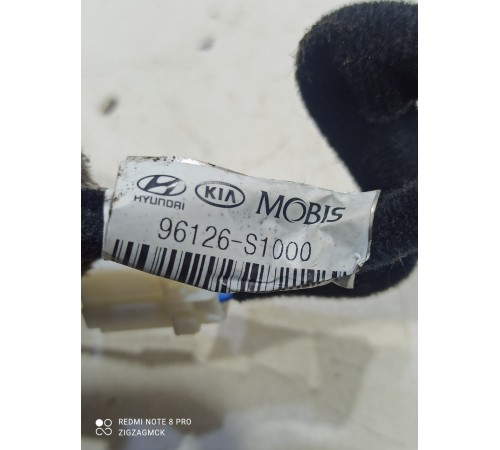 HYUNDAI KIA MOBIS
96126-S1000
REDMI NOTE 8 PRO
ZIGZAGMCK